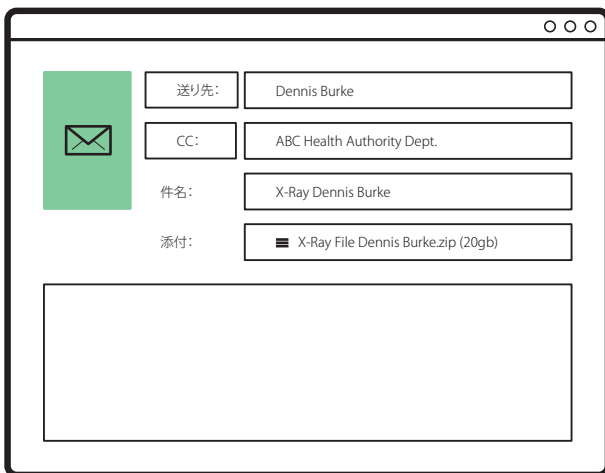 送り先： Dennis Burke
CC： ABC Health Authority Dept.
件名： X-Ray Dennis Burke
添付： X-Ray File Dennis Burke.zip (20gb)